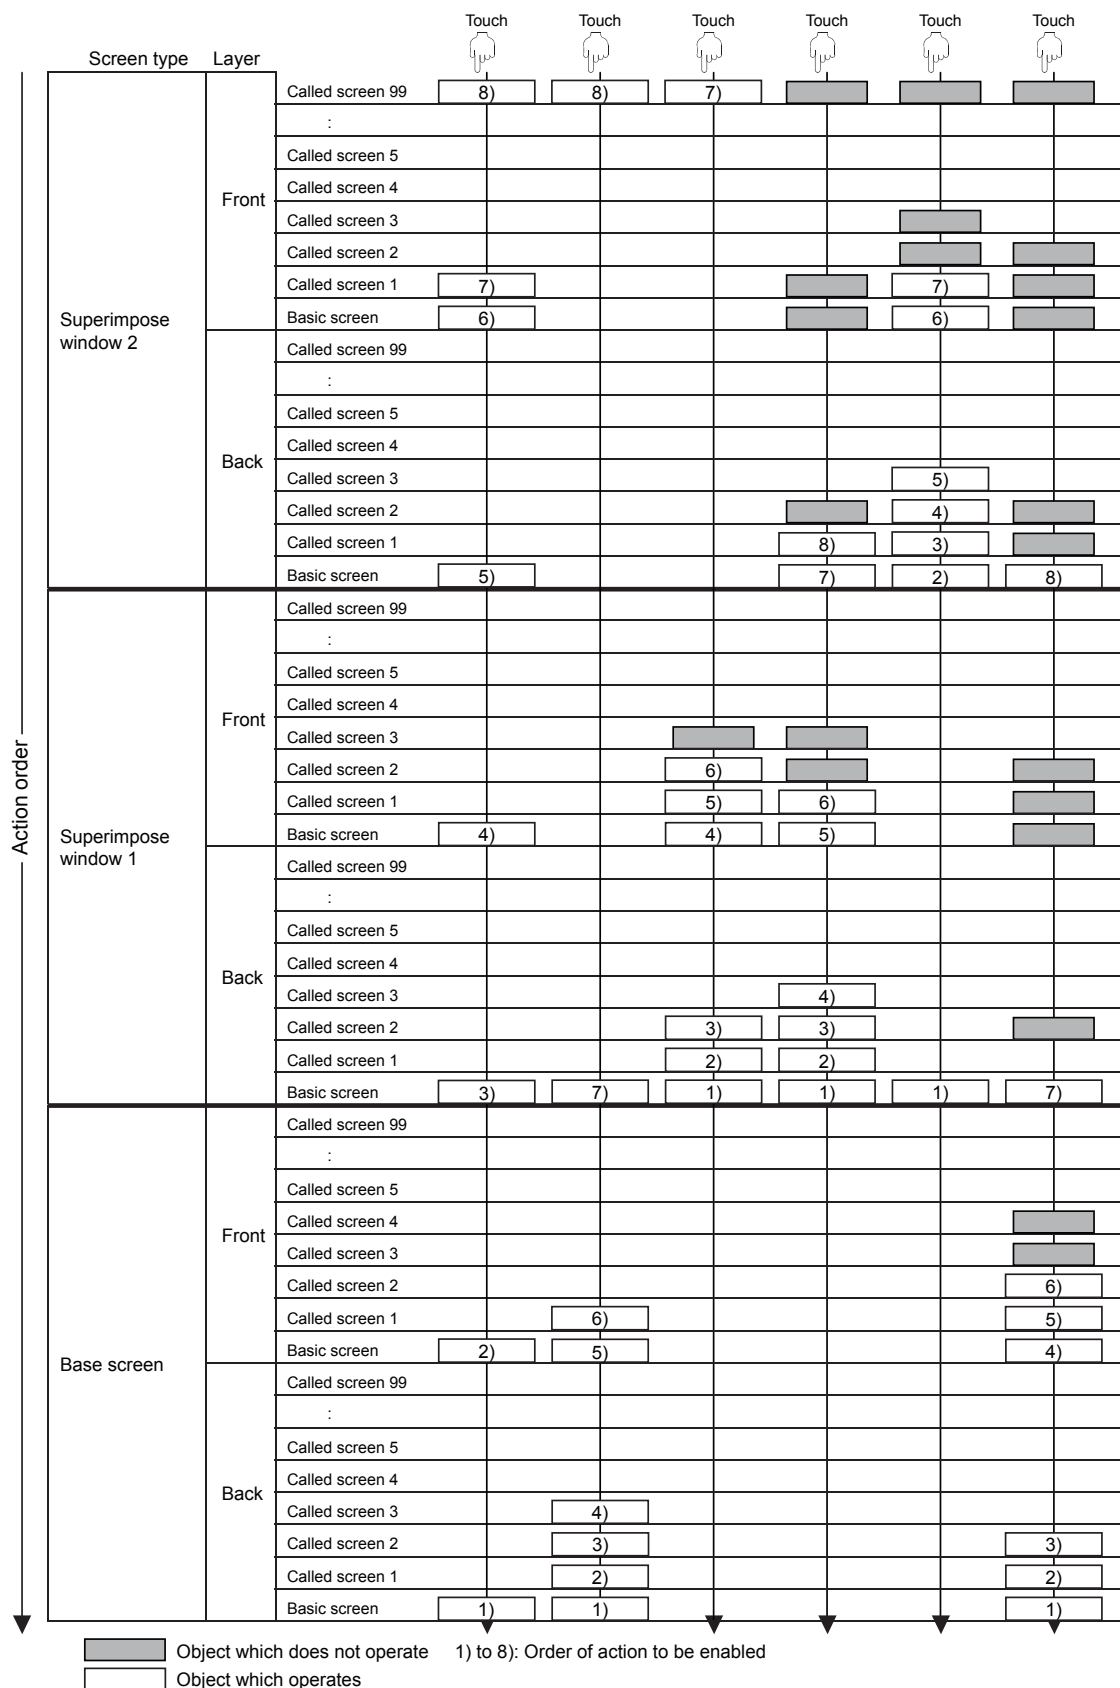 Touch Touch Touch Touch Touch Touch
Screen type Layer
Called screen 99 8) 8) 7)
:
Called screen 5
Called screen 4
Front
Called screen 3
Called screen 2
Called screen 1 7) 7)
Superimpose
window 2
Basic screen 6) 6)
Called screen 99
:
Called screen 5
Called screen 4
Back
Called screen 3 5)
Called screen 2 4)
Called screen 1 8) 3)
Basic screen 5) 7) 2) 8)
Called screen 99
:
Called screen 5
Called screen 4
Front
Called screen 3
Action order
Called screen 2 6)
Called screen 1 5) 6)
Superimpose
window 1
Basic screen 4) 4) 5)
Called screen 99
:
Called screen 5
Called screen 4
Back
Called screen 3 4)
Called screen 2 3) 3)
Called screen 1 2) 2)
Basic screen 3) 7) 1) 1) 1) 7)
Called screen 99
:
Called screen 5
Called screen 4
Front
Called screen 3
Called screen 2 6)
Called screen 1 6) 5)
Basic screen 2) 5) 4)
Base screen
Called screen 99
:
Called screen 5
Called screen 4
Back
Called screen 3 4)
Called screen 2 3) 3)
Called screen 1 2) 2)
Basic screen 1) 1) 1)
Object which does not operate 1) to 8): Order of action to be enabled
Object which operates